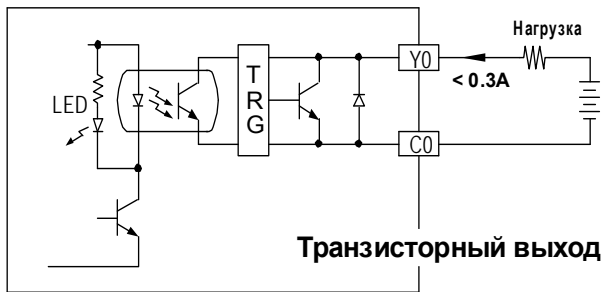 Нагрузка
Y0
< 0.3A
LED
T
R
G
C0
Транзисторный выход